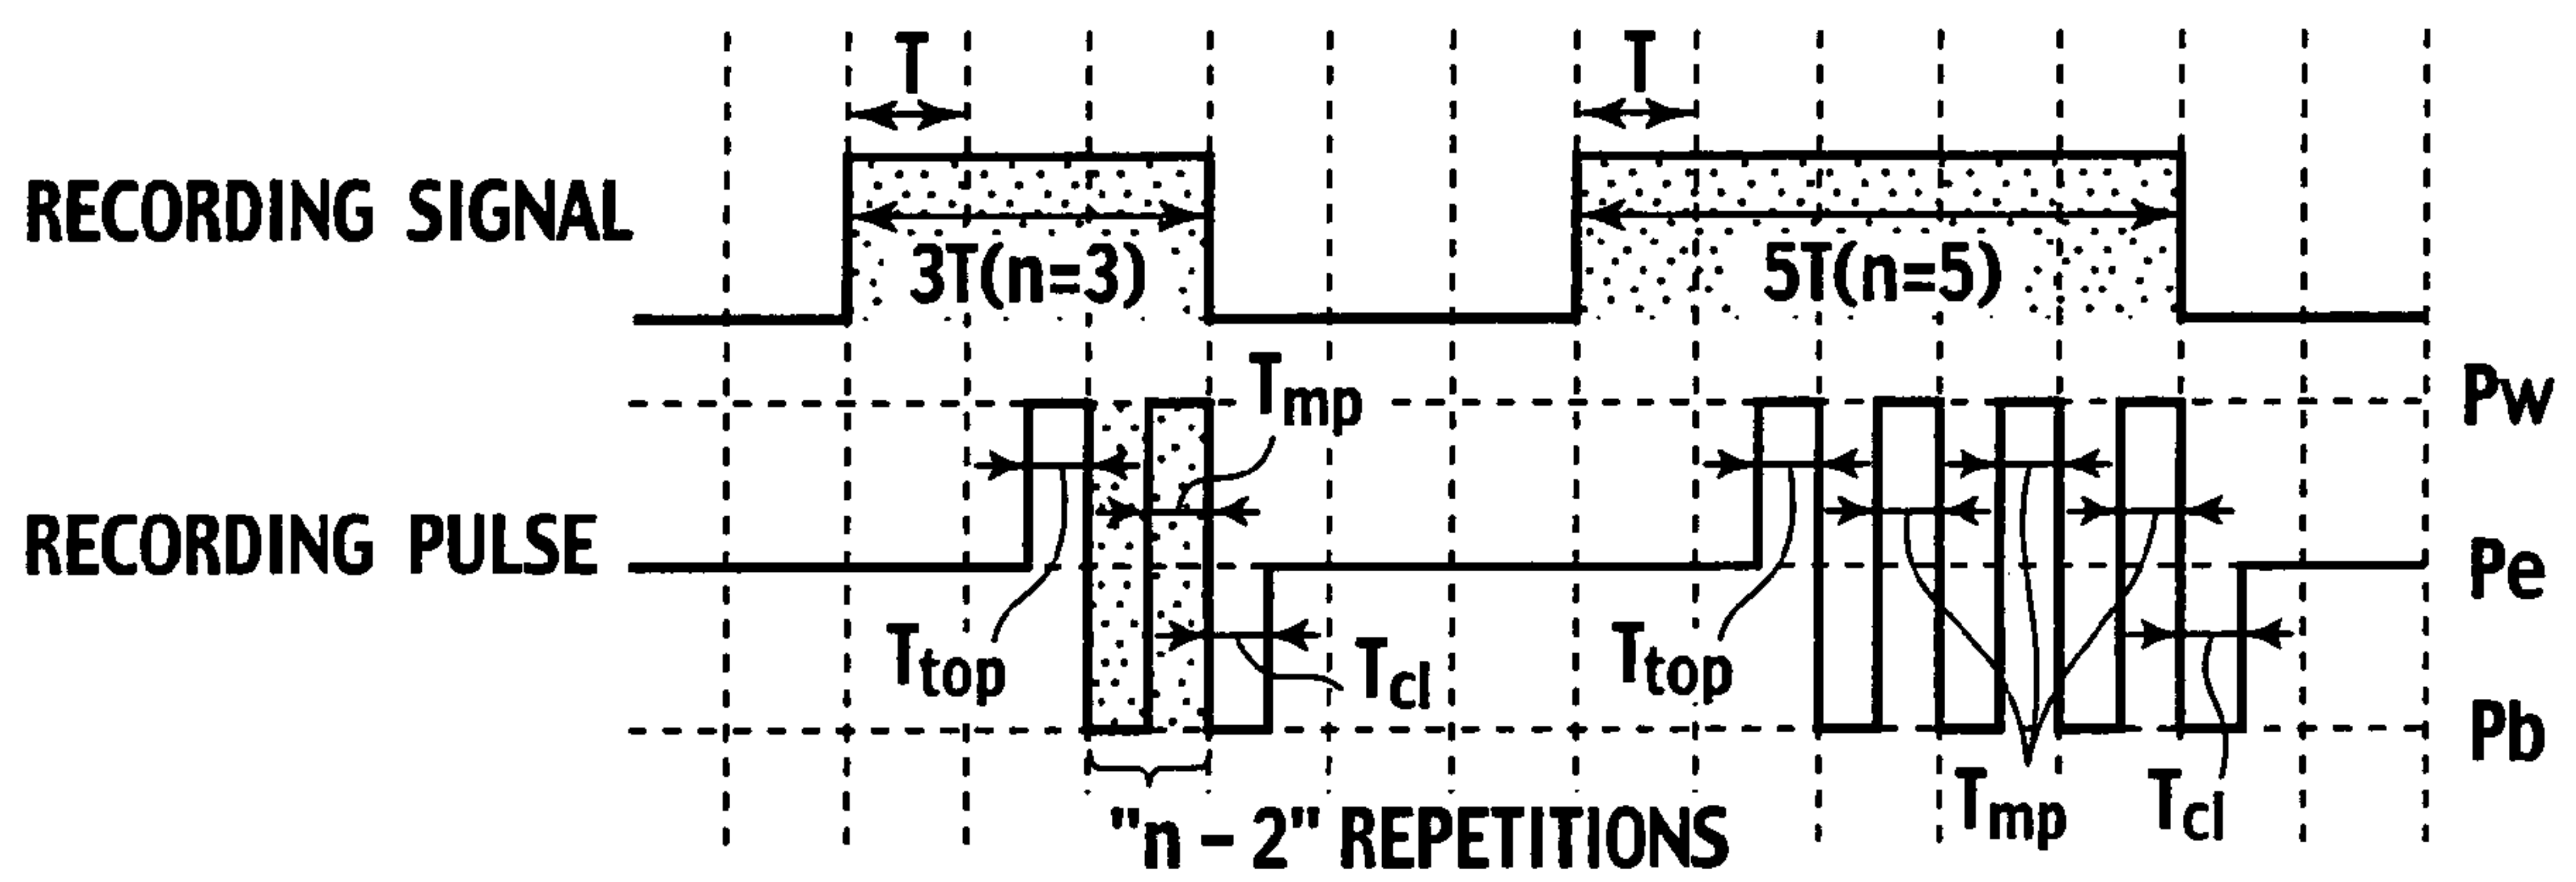 T T
RECORDING SIGNAL
3T(n=3) 5T(n=5)
Tmp
Pw
RECORDING PULSE
Pe
Ttop Tcl Ttop
Pb
Tmp Tcl
"n – 2" REPETITIONS